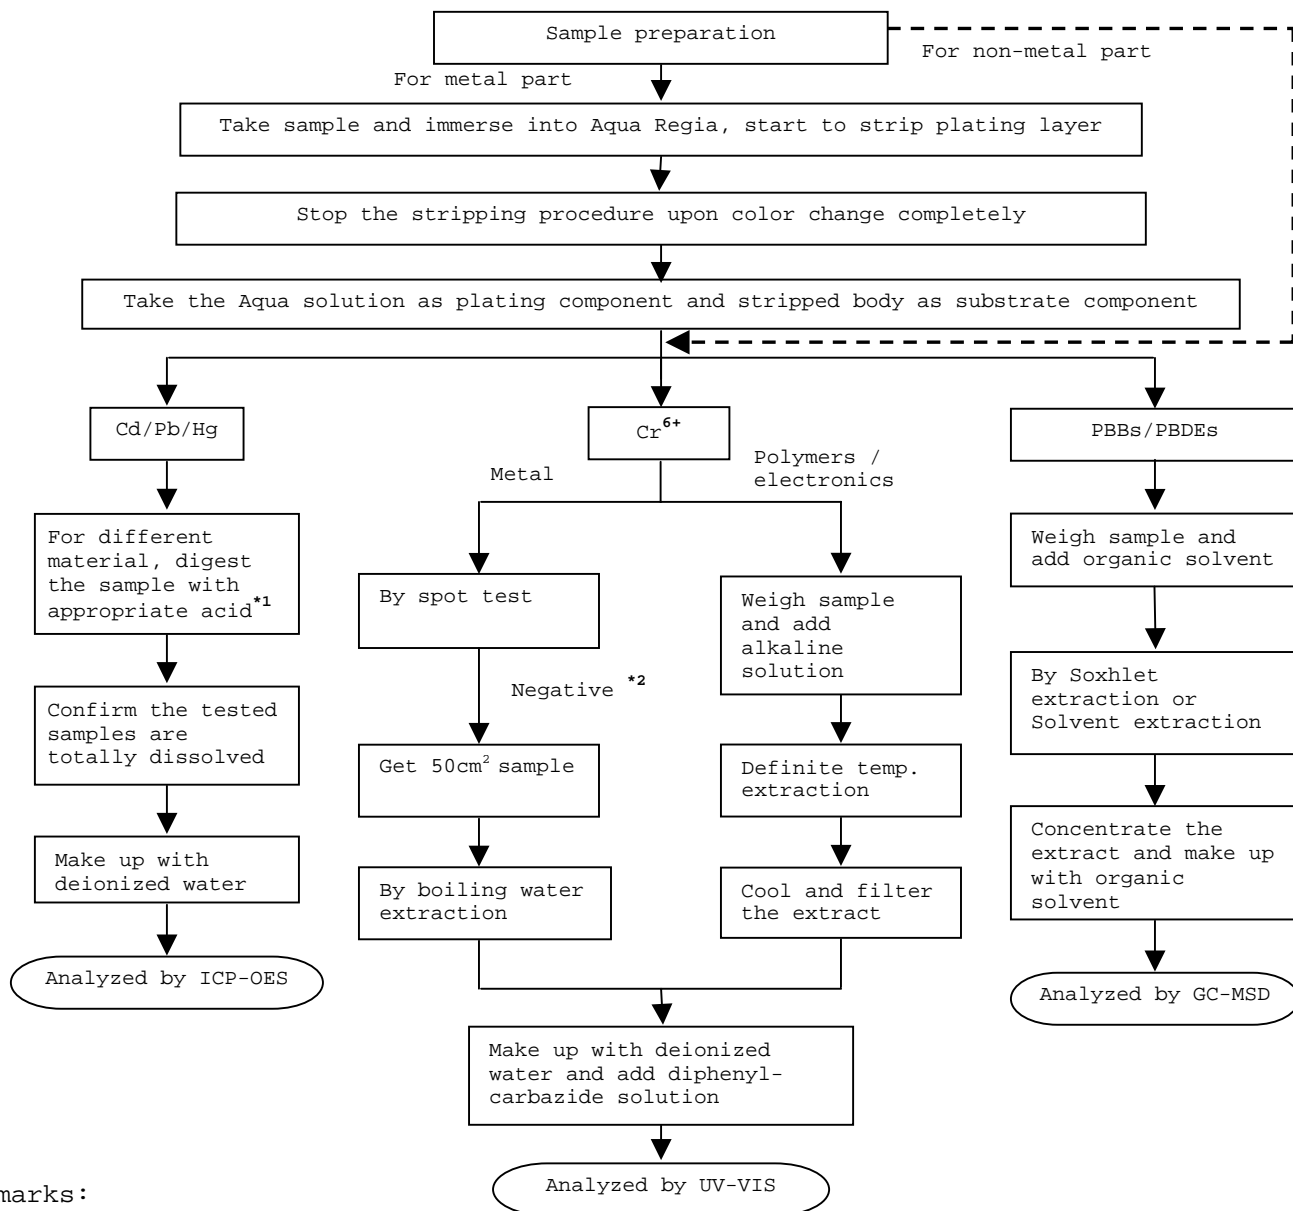 Sample preparation
For non-metal part
For metal part
Take sample and immerse into Aqua Regia, start to strip plating layer
Stop the stripping procedure upon color change completely
Take the Aqua solution as plating component and stripped body as substrate component
Cd/Pb/Hg
Cr6+
PBBs/PBDEs
Metal
Polymers /
electronics
For different
material, digest
the sample with
appropriate acid*1
By spot test
Weigh sample
and add
alkaline
solution
Weigh sample and
add organic solvent
Negative *2
Confirm the tested
samples are
totally dissolved
Get 50cm2 sample
Definite temp.
extraction
By Soxhlet
extraction or
Solvent extraction
Make up with
deionized water
By boiling water
extraction
Cool and filter
the extract
Concentrate the
extract and make up
with organic
solvent
Analyzed by ICP-OES
Analyzed by GC-MSD
Make up with deionized
water and add diphenyl-
carbazide solution
Analyzed by UV-VIS
marks: